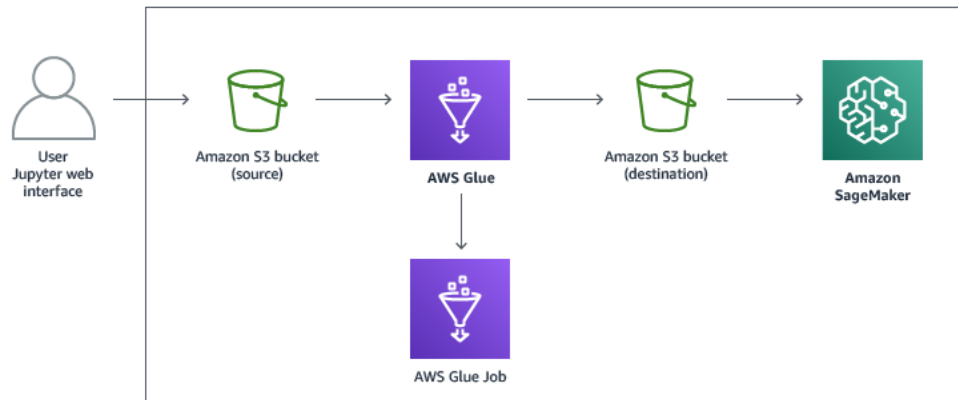 User
Jupyter web
interface
Amazon S3 bucket
(source)
AWS Glue
Amazon S3 bucket
(destination)
Amazon
SageMaker
AWS Glue Job